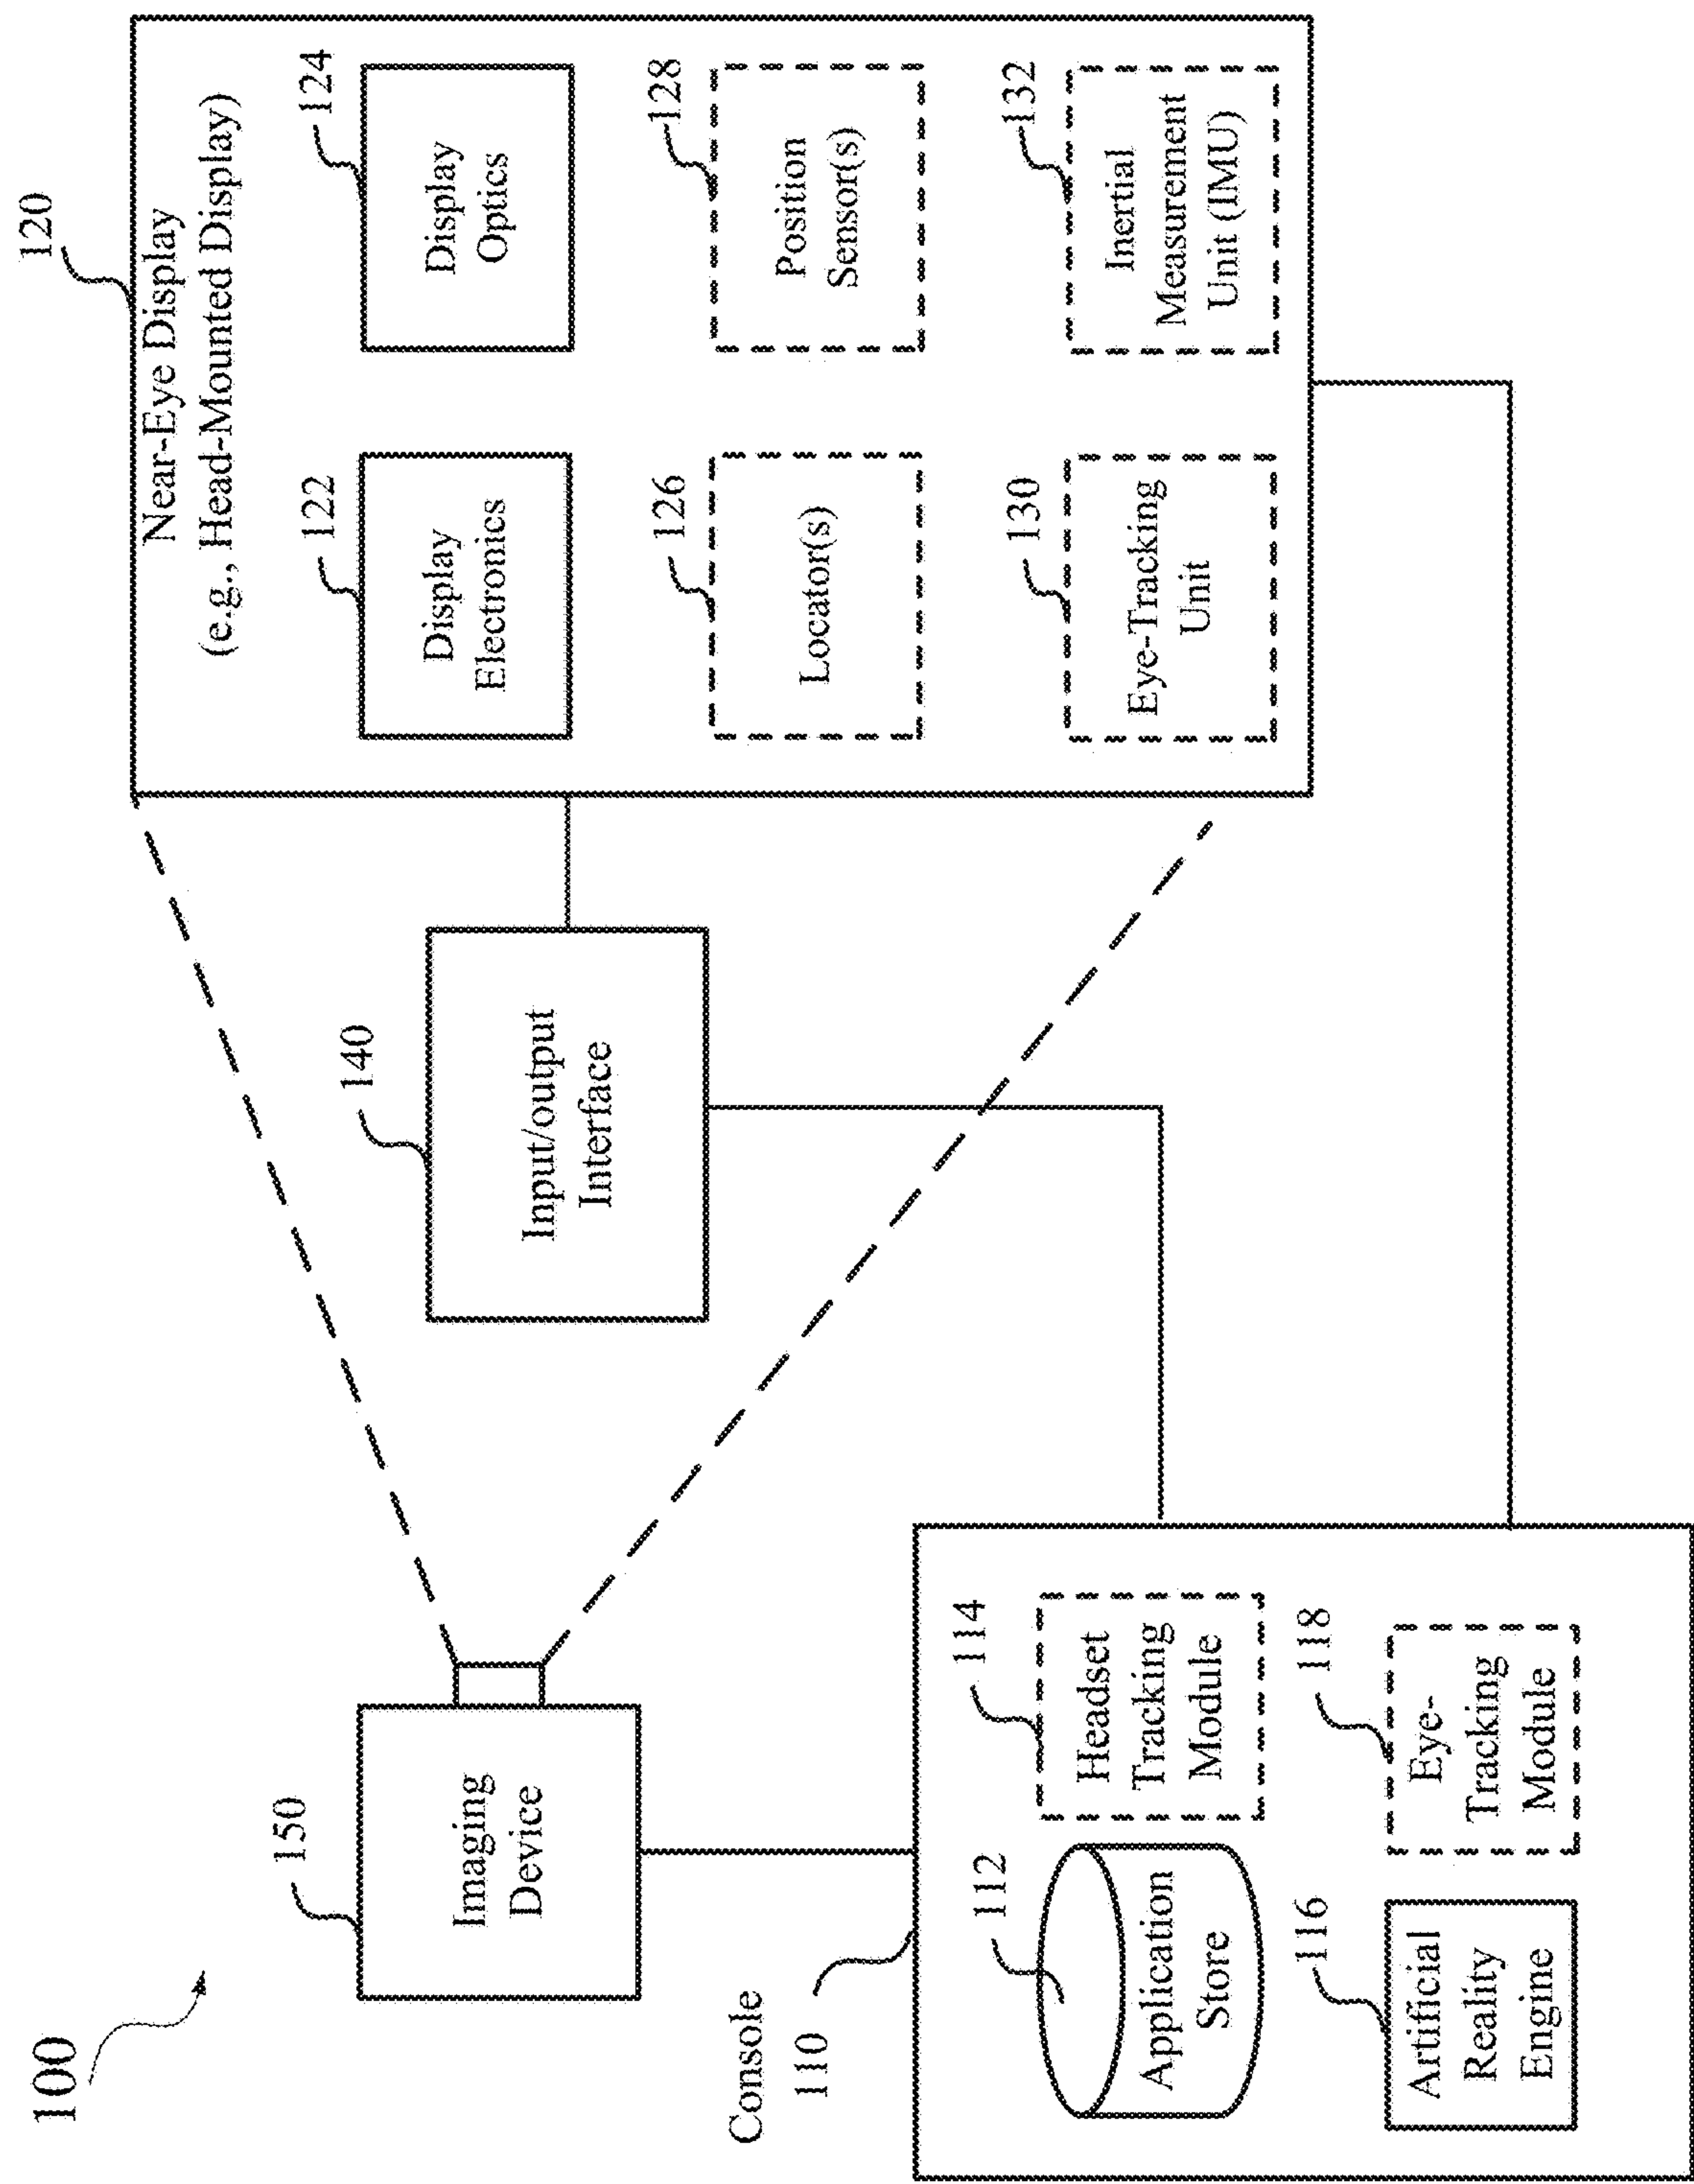 100
150
Imaging
Device
140
Input/output
Interface
120
Near-Eye Display
(e.g., Head-Mounted Display)
122
Display
Electronics
124
Display
Optics
126
Locator(s)
128
Position
Sensor(s)
130
Eye-Tracking
Unit
132
Inertial
Measurement
Unit (IMU)
Console
110
112
Application
Store
114
Headset
Tracking
Module
116
Artificial
Reality
Engine
118
Eye-
Tracking
Module